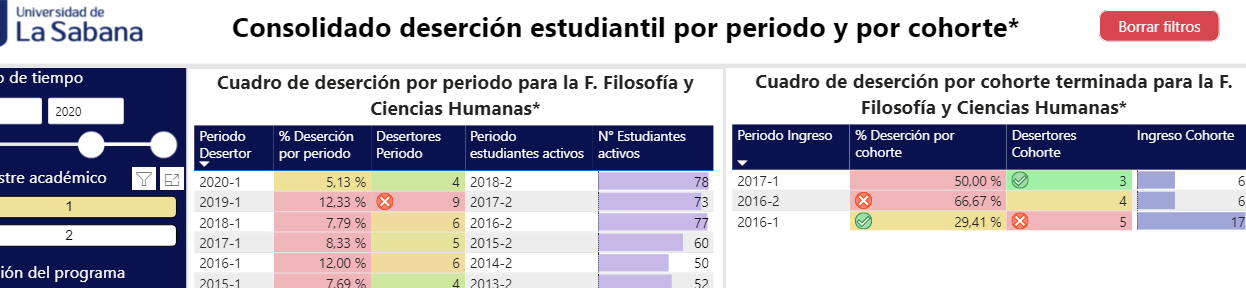 Universidad de
La Sabana
Consolidado deserción estudiantil por periodo y por cohorte*
Borrar filtros
o de tiempo
2020
stre académico
1
2
ión del programa
Cuadro de deserción por periodo para la F. Filosofía y
Ciencias Humanas*
Periodo Desertor % Deserción por periodo Desertores Periodo Periodo estudiantes activos N° Estudiantes activos
2020-1 5,13 % 4 2018-2 78
2019-1 12,33 % 9 2017-2 73
2018-1 7,79 % 6 2016-2 77
2017-1 8,33 % 5 2015-2 60
2016-1 12,00 % 6 2014-2 50
2015-1 7,69 % 4 2013-2 52
Cuadro de deserción por cohorte terminada para la F.
Filosofía y Ciencias Humanas*
Periodo Ingreso % Deserción por cohorte Desertores Cohorte Ingreso Cohorte
2017-1 50,00 % 3 6
2016-2 66,67 % 4 6
2016-1 29,41 % 5 17